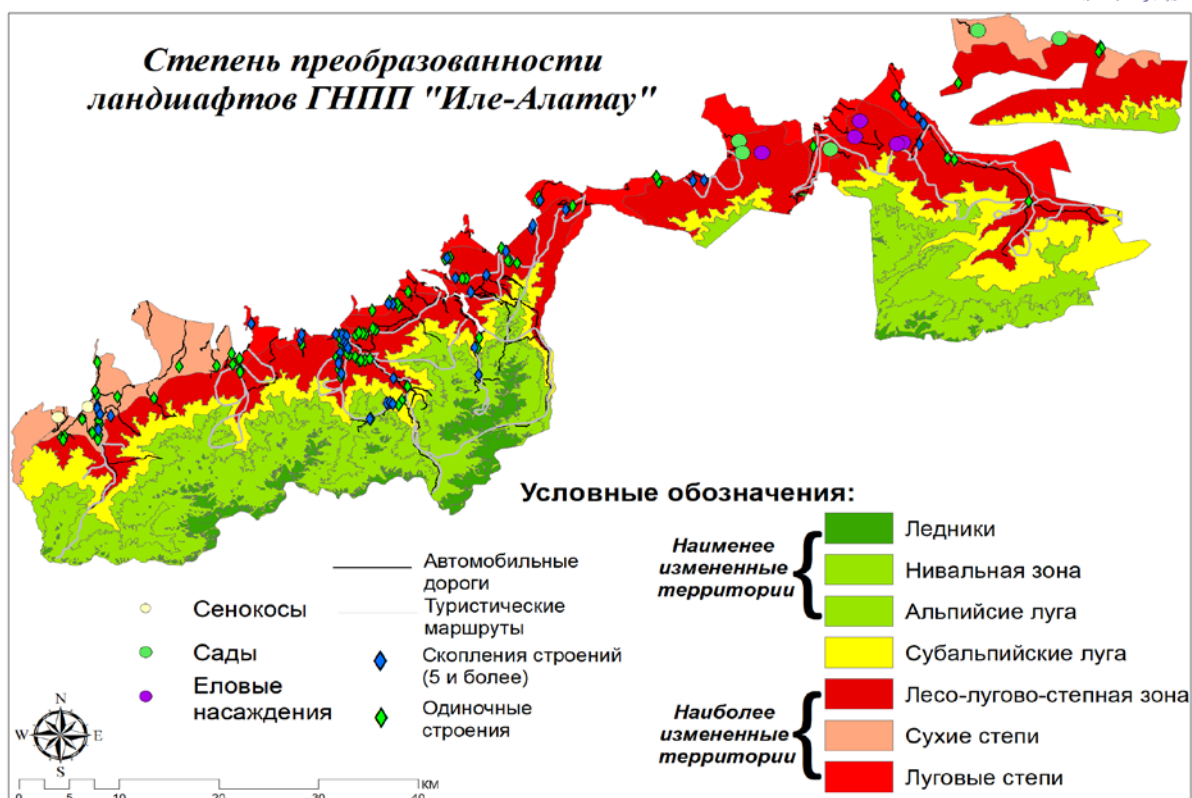 Степень преобразованности
ландшафтов ГНПП "Иле-Алатау"
Условные обозначения:
Наименее
измененные
территории
Ледники
Нивальная зона
Альпийсие луга
Субальпийские луга
Наиболее
измененные
территории
Лесо-лугово-степная зона
Сухие степи
Луговые степи
Автомобильные
дороги
Туристические
маршруты
Скопления строений
(5 и более)
Одиночные
строения
Сенокосы
Сады
Еловые
насаждения
N
W E
S
КМ
0 5 10 20 30 40